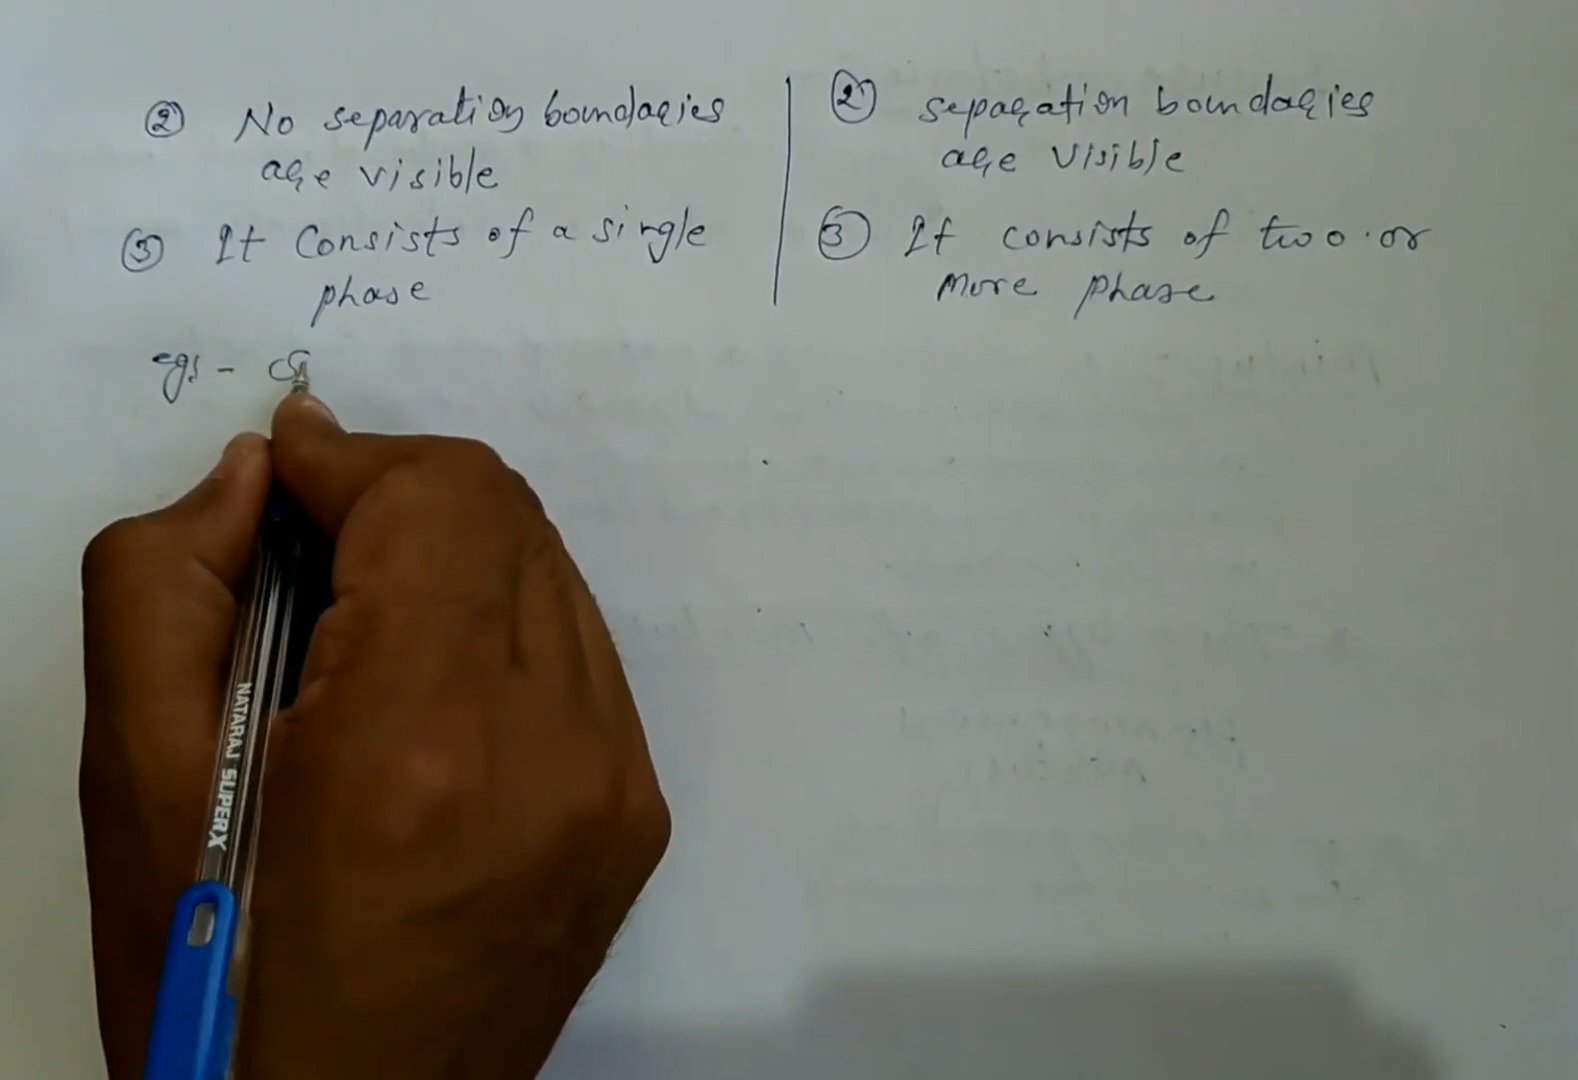 ② No separation boundaries
are visible
③ It Consists of a single
phase
egs -
② separation boundaries
are visible
③ It consists of two or
more phase
NATARAJ SUPERX